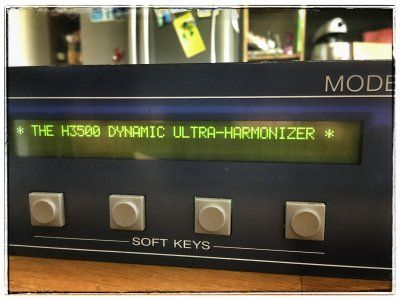 MODE
* THE H3500 DYNAMIC ULTRA-HARMONIZER *
SOFT KEYS